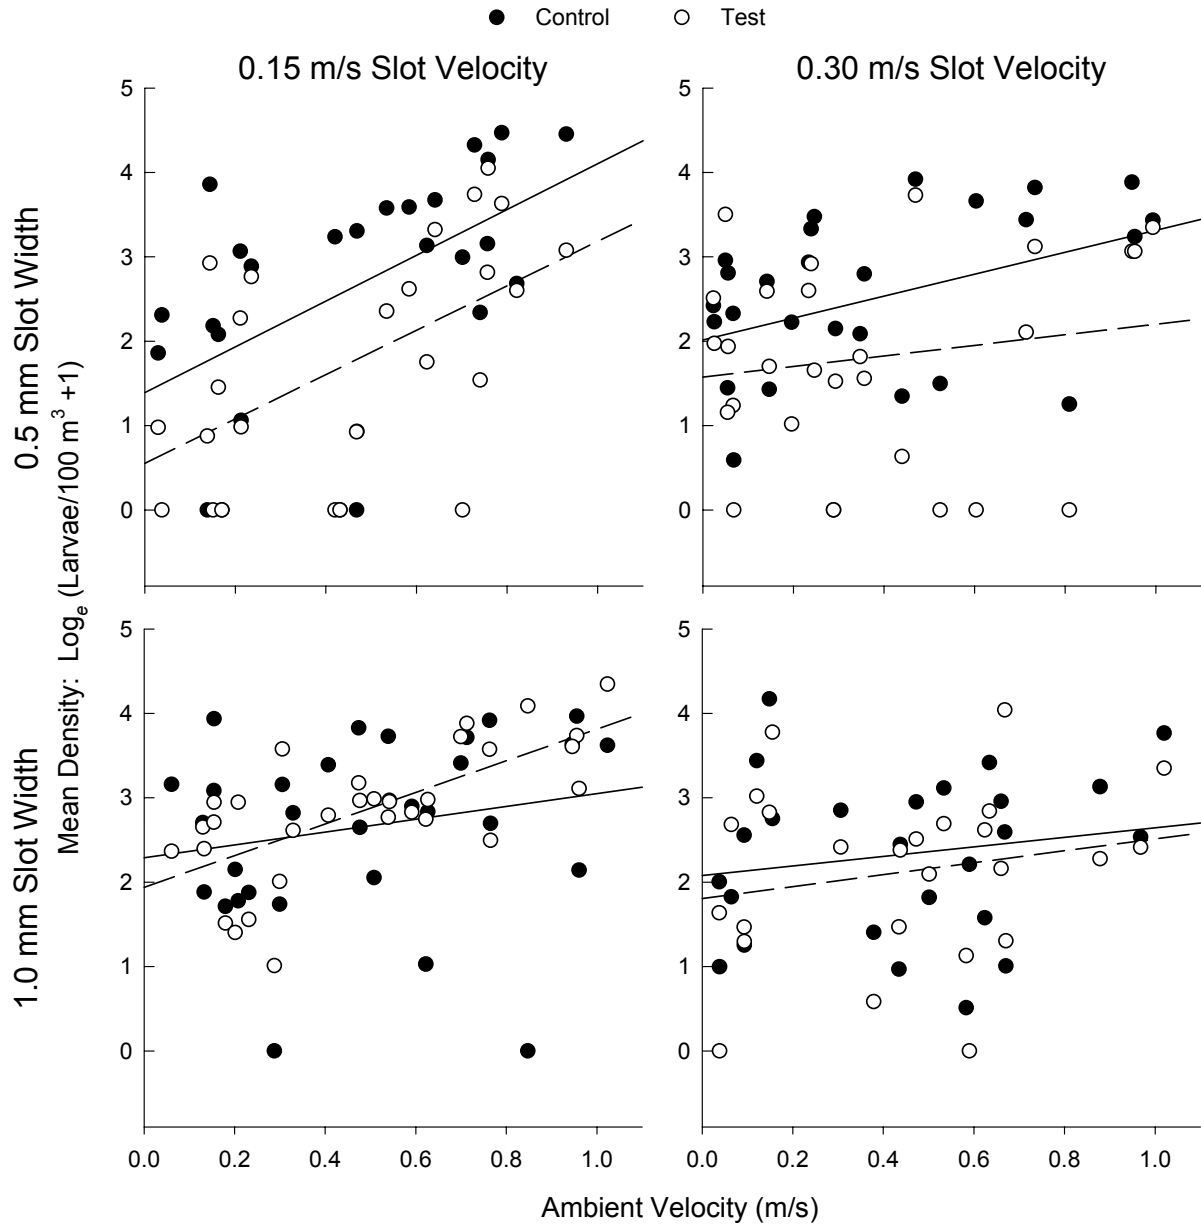 Control Test
0.15 m/s Slot Velocity
0.30 m/s Slot Velocity
0.5 mm Slot Width
1.0 mm Slot Width
Mean Density: Log_e (Larvae/100 m³ +1)
5
4
3
2
1
0
5
4
3
2
1
0
5
4
3
2
1
0
5
4
3
2
1
0
0.0 0.2 0.4 0.6 0.8 1.0
0.0 0.2 0.4 0.6 0.8 1.0
Ambient Velocity (m/s)